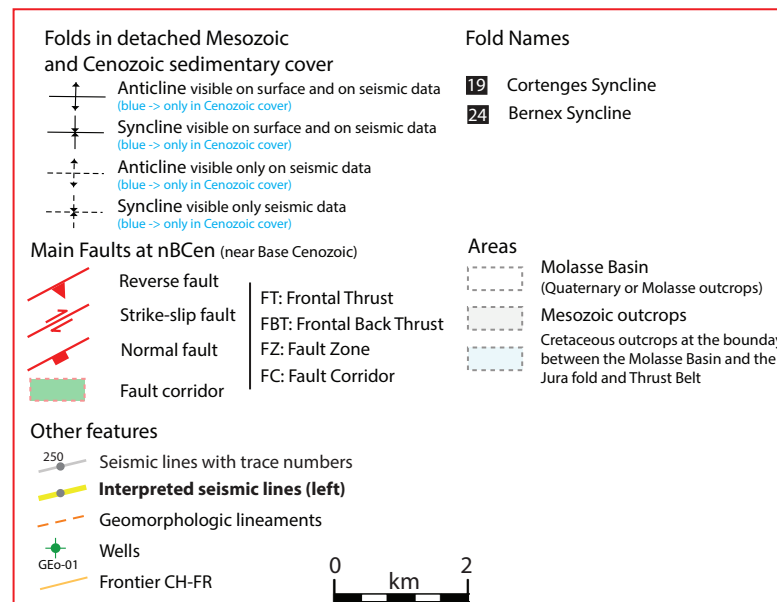 Folds in detached Mesozoic
and Cenozoic sedimentary cover
Anticline visible on surface and on seismic data
(blue -> only in Cenozoic cover)
Syncline visible on surface and on seismic data
(blue -> only in Cenozoic cover)
Anticline visible only on seismic data
(blue -> only in Cenozoic cover)
Syncline visible only seismic data
(blue -> only in Cenozoic cover)
Fold Names
19 Cortenges Syncline
24 Bernex Syncline
Main Faults at nBCen (near Base Cenozoic)
Reverse fault
Strike-slip fault
Normal fault
Fault corridor
FT: Frontal Thrust
FBT: Frontal Back Thrust
FZ: Fault Zone
FC: Fault Corridor
Areas
Molasse Basin
(Quaternary or Molasse outcrops)
Mesozoic outcrops
Cretaceous outcrops at the bounday
between the Molasse Basin and the
Jura fold and Thrust Belt
Other features
250 Seismic lines with trace numbers
Interpreted seismic lines (left)
Geomorphologic lineaments
Wells
GEo-01
Frontier CH-FR
0 2
km